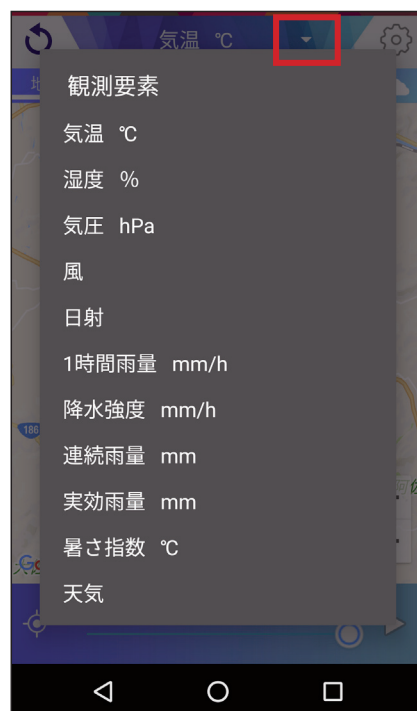 気温 ℃
地
観測要素
気温 ℃
湿度 %
気圧 hPa
風
日射
1時間雨量 mm/h
降水強度 mm/h
186
連続雨量 mm
実効雨量 mm
暑さ指数 ℃
天気